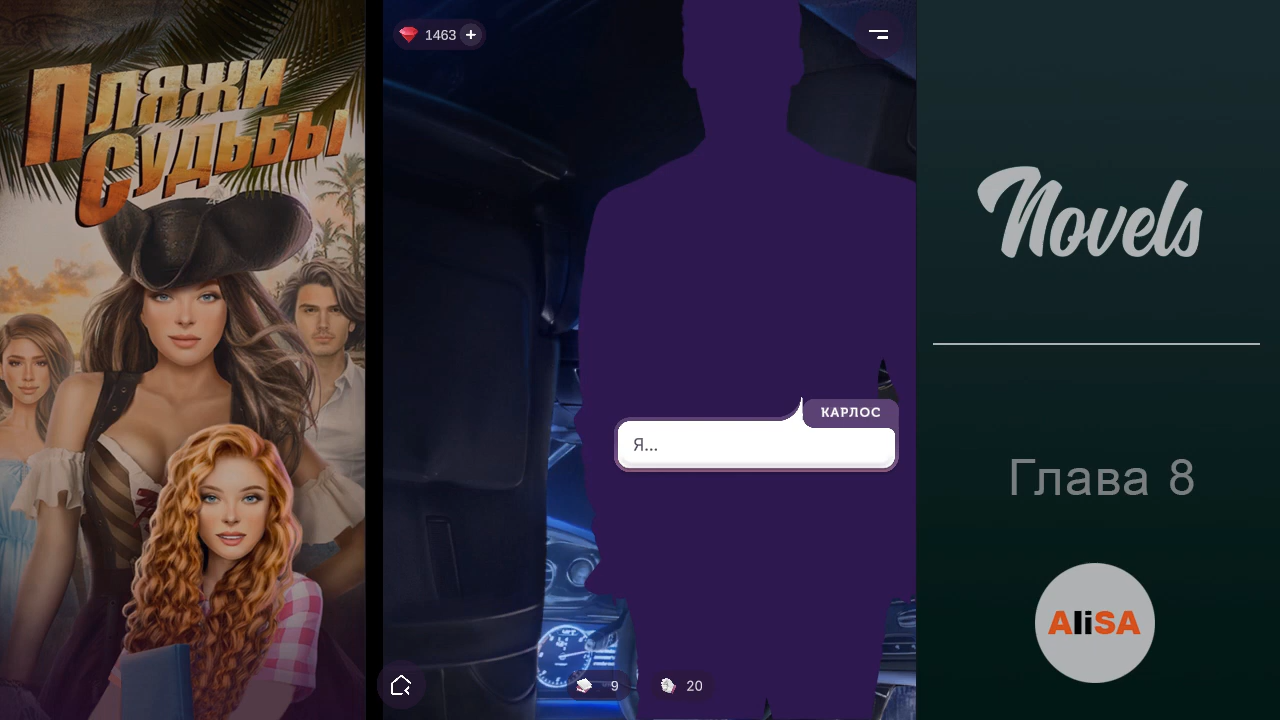 Пляжи
Судьбы
1463 +
КАРЛОС
Я...
9
20
Novels
Глава 8
AliSA